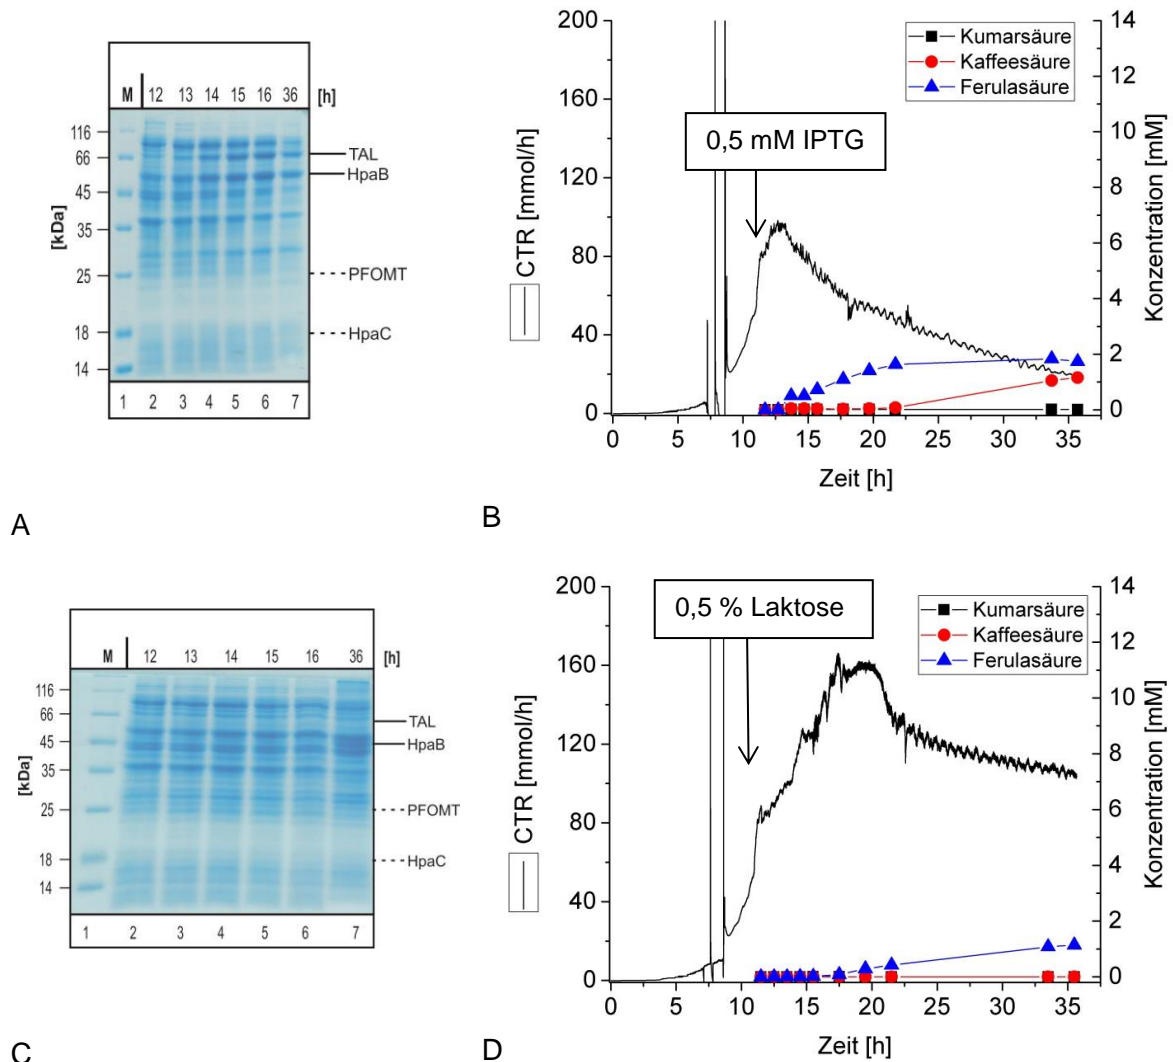 M 12 13 14 15 16 36 [h]
116
66
45
35
25
18
14
[kDa]
TAL
HpaB
PFOMT
HpaC
1 2 3 4 5 6 7
A
200
160
120
80
40
0
CTR [mmol/h]
0,5 mM IPTG
Kumarsäure
Kaffeesäure
Ferulasäure
14
12
10
8
6
4
2
0
Konzentration [mM]
0 5 10 15 20 25 30 35
Zeit [h]
B
M 12 13 14 15 16 36 [h]
116
66
45
35
25
18
14
[kDa]
TAL
HpaB
PFOMT
HpaC
1 2 3 4 5 6 7
C
200
160
120
80
40
0
CTR [mmol/h]
0,5 % Laktose
Kumarsäure
Kaffeesäure
Ferulasäure
14
12
10
8
6
4
2
0
Konzentration [mM]
0 5 10 15 20 25 30 35
Zeit [h]
D